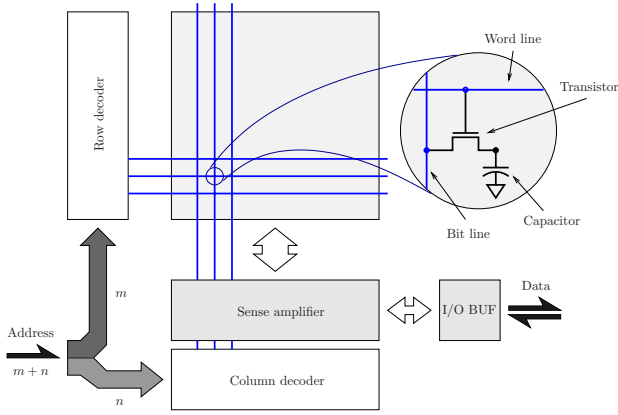 Word line
Transistor
Row decoder
Capacitor
Bit line
m
Sense amplifier
I/O BUF
Data
Address
m + n
Column decoder
n